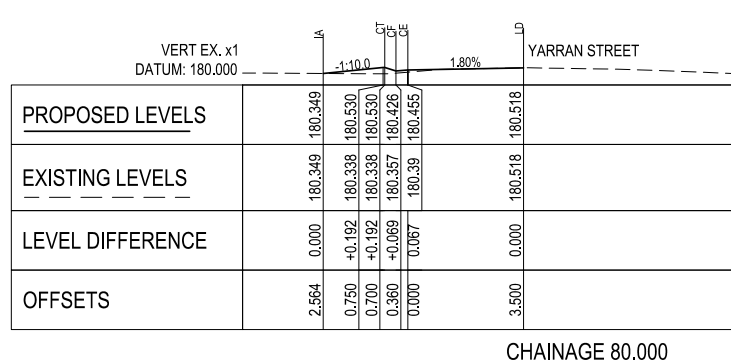 IA CT CF CE LD
VERT EX. x1
DATUM: 180.000
-1:10.0 1.80%
YARRAN STREET
PROPOSED LEVELS 180.349 180.530 180.530 180.426 180.455 180.518
EXISTING LEVELS 180.349 180.338 180.338 180.357 180.39 180.518
LEVEL DIFFERENCE 0.000 +0.192 +0.192 +0.069 0.067 0.000
OFFSETS 2.564 0.750 0.700 0.360 0.000 3.500
CHAINAGE 80.000